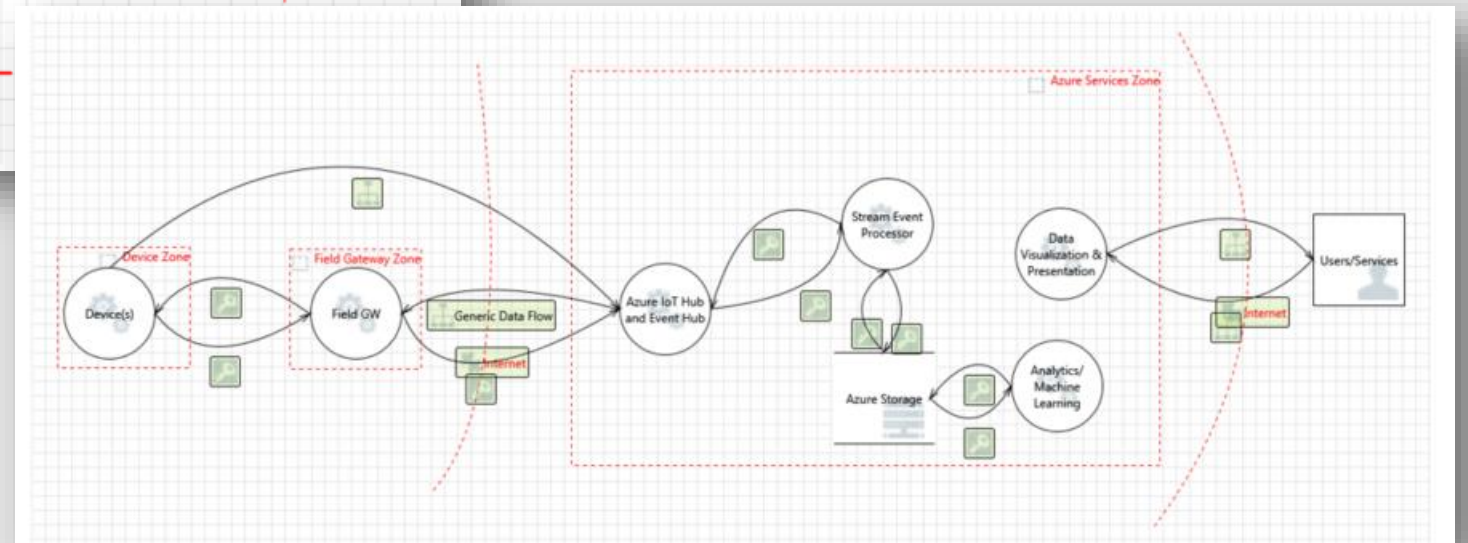 Azure Services Zone
Device Zone
Field Gateway Zone
Stream Event
Processor
Data
Visualization &
Presentation
Users/Services
Device(s)
Field GW
Generic Data Flow
Azure IoT Hub
and Event Hub
Internet
Internet
Azure Storage
Analytics/
Machine
Learning